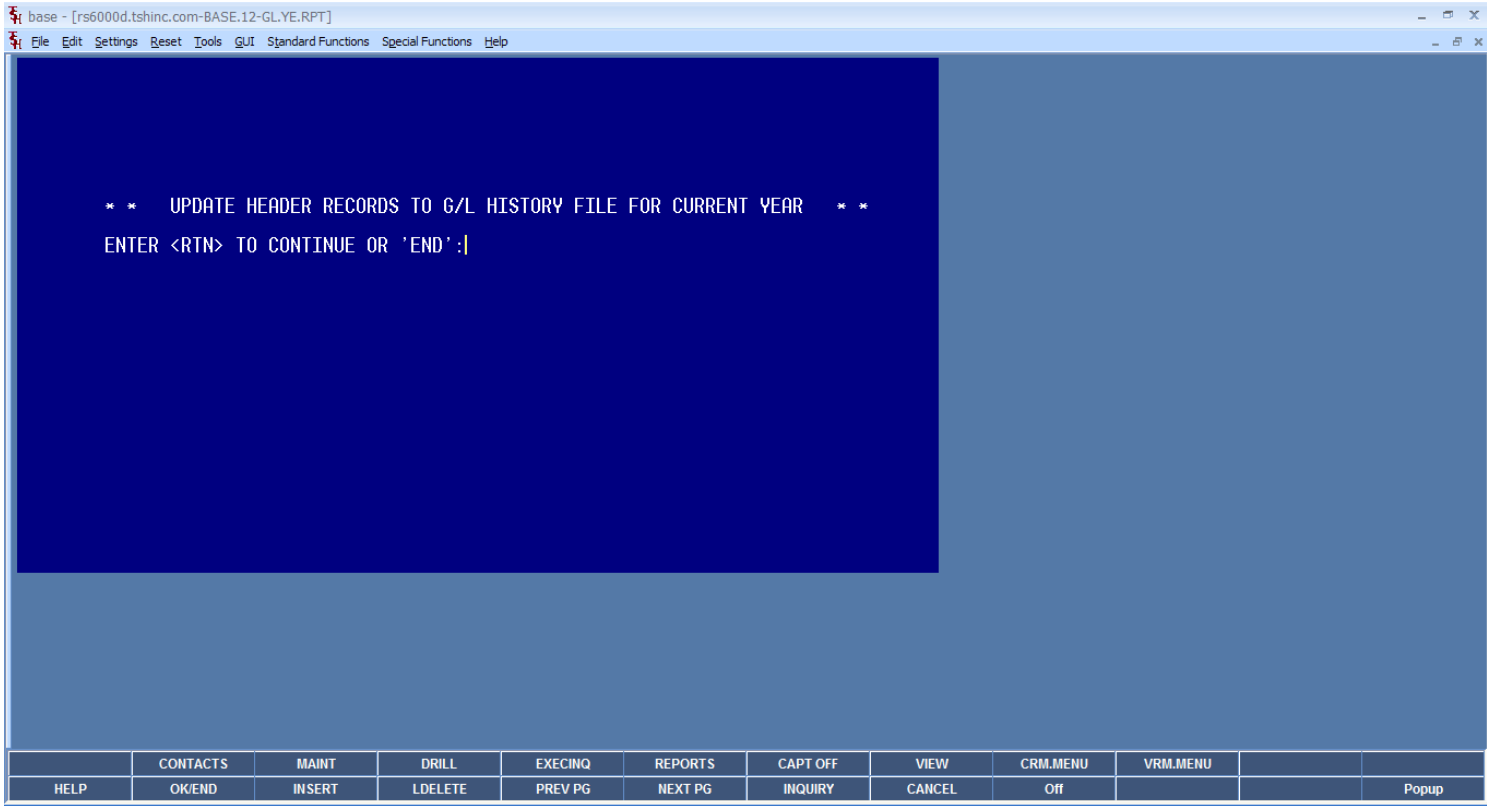 base - [rs6000d.tshinc.com-BASE.12-GL.YE.RPT]
File Edit Settings Reset Tools GUI Standard Functions Special Functions Help
* * UPDATE HEADER RECORDS TO G/L HISTORY FILE FOR CURRENT YEAR * *
ENTER <RTN> TO CONTINUE OR 'END':
CONTACTS MAINT DRILL EXECINQ REPORTS CAPT OFF VIEW CRM.MENU VRM.MENU
HELP OK/END INSERT LDELETE PREV PG NEXT PG INQUIRY CANCEL Off Popup